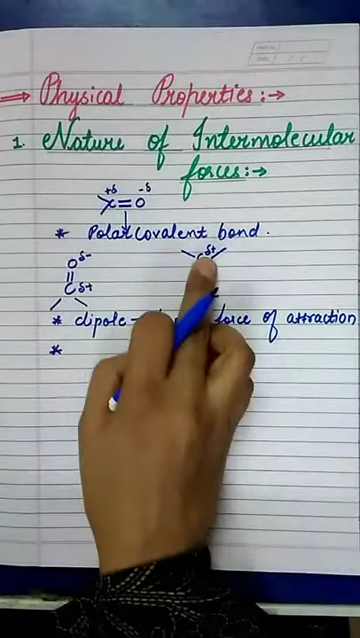 Physical Properties:→
1. Nature of Intermolecular
forces:→
+δ -δ
C=O
* Polar covalent bond.
O δ-
C δ+
δ+
* dipole- force of attraction
*